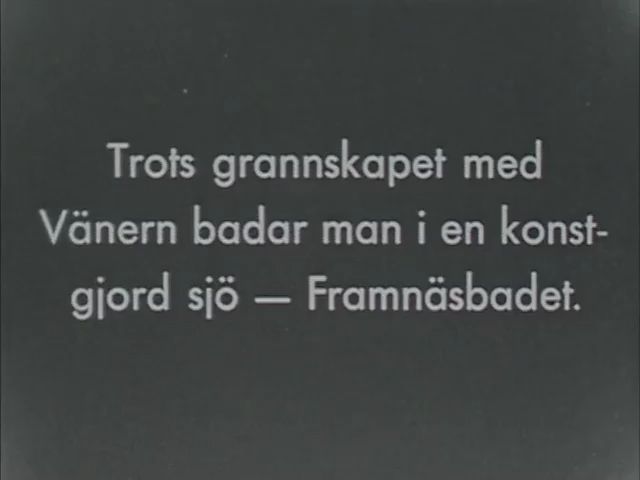 Trots grannskapet med
Vänern badar man i en konst-
gjord sjö — Framnäsbadet.